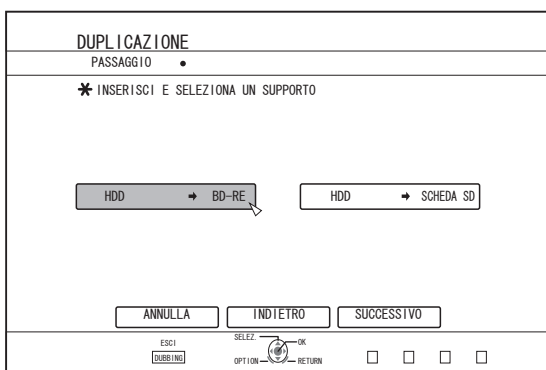 DUPLICAZIONE
PASSAGGIO
INSERISCI E SELEZIONA UN SUPPORTO
HDD ➡ BD-RE
HDD ➡ SCHEDA SD
ANNULLA
INDIETRO
SUCCESSIVO
ESCI
DUBBING
SELEZ.
OK
OPTION
RETURN